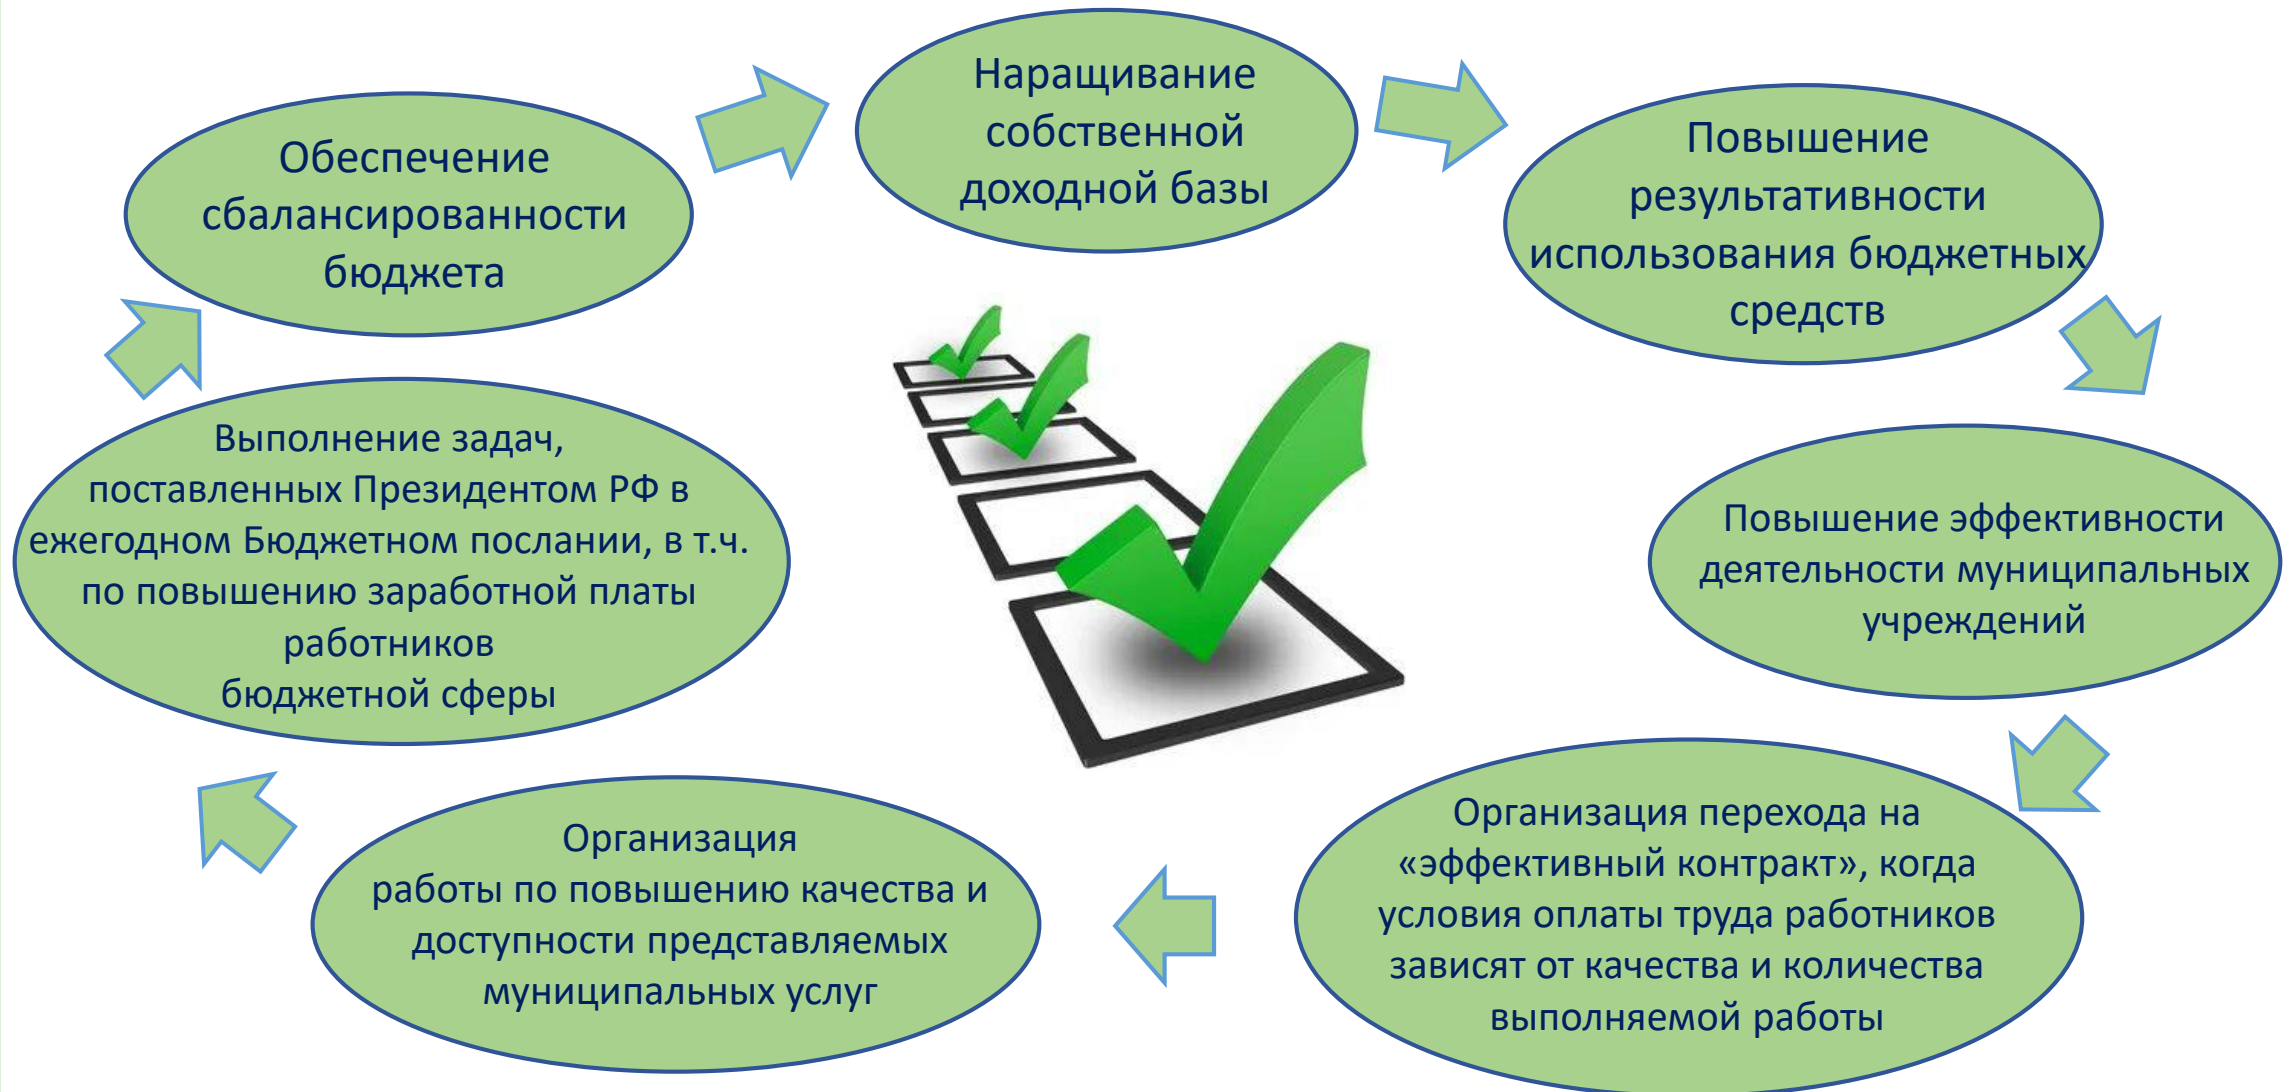 Обеспечение
сбалансированности
бюджета
Наращивание
собственной
доходной базы
Повышение
результативности
использования бюджетных
средств
Повышение эффективности
деятельности муниципальных
учреждений
Организация перехода на
«эффективный контракт», когда
условия оплаты труда работников
зависят от качества и количества
выполняемой работы
Организация
работы по повышению качества и
доступности представляемых
муниципальных услуг
Выполнение задач,
поставленных Президентом РФ в
ежегодном Бюджетном послании, в т.ч.
по повышению заработной платы
работников
бюджетной сферы